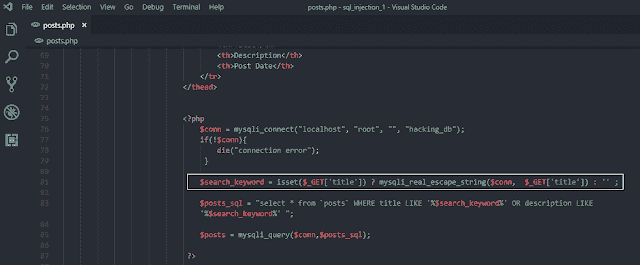 File Edit Selection View Go Debug Terminal Help
posts.php - sql_injection_1 - Visual Studio Code
posts.php ×
posts.php
69 <th>Description</th>
70 <th>Post Date</th>
71 </tr>
72 </thead>
73
74
75 <?php
76 $conn = mysqli_connect("localhost", "root", "", "hacking_db");
77 if(!$conn){
78 die("connection error");
79 }
80
81 $search_keyword = isset($_GET['title']) ? mysqli_real_escape_string($conn, $_GET['title']) : '' ;
82
83 $posts_sql = "select * from `posts` WHERE title LIKE '%$search_keyword%' OR description LIKE
'%$search_keyword%' ";
84
85 $posts = mysqli_query($conn,$posts_sql);
86
87 ?>